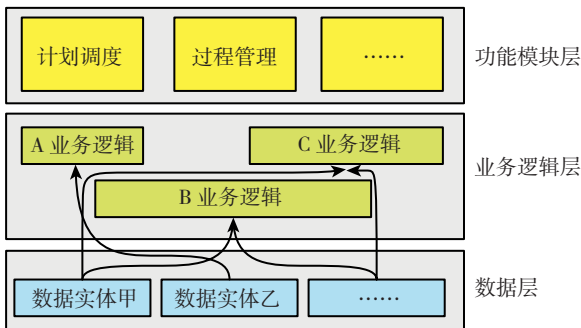 计划调度
过程管理
……
功能模块层
A 业务逻辑
C 业务逻辑
B 业务逻辑
业务逻辑层
数据实体甲
数据实体乙
……
数据层